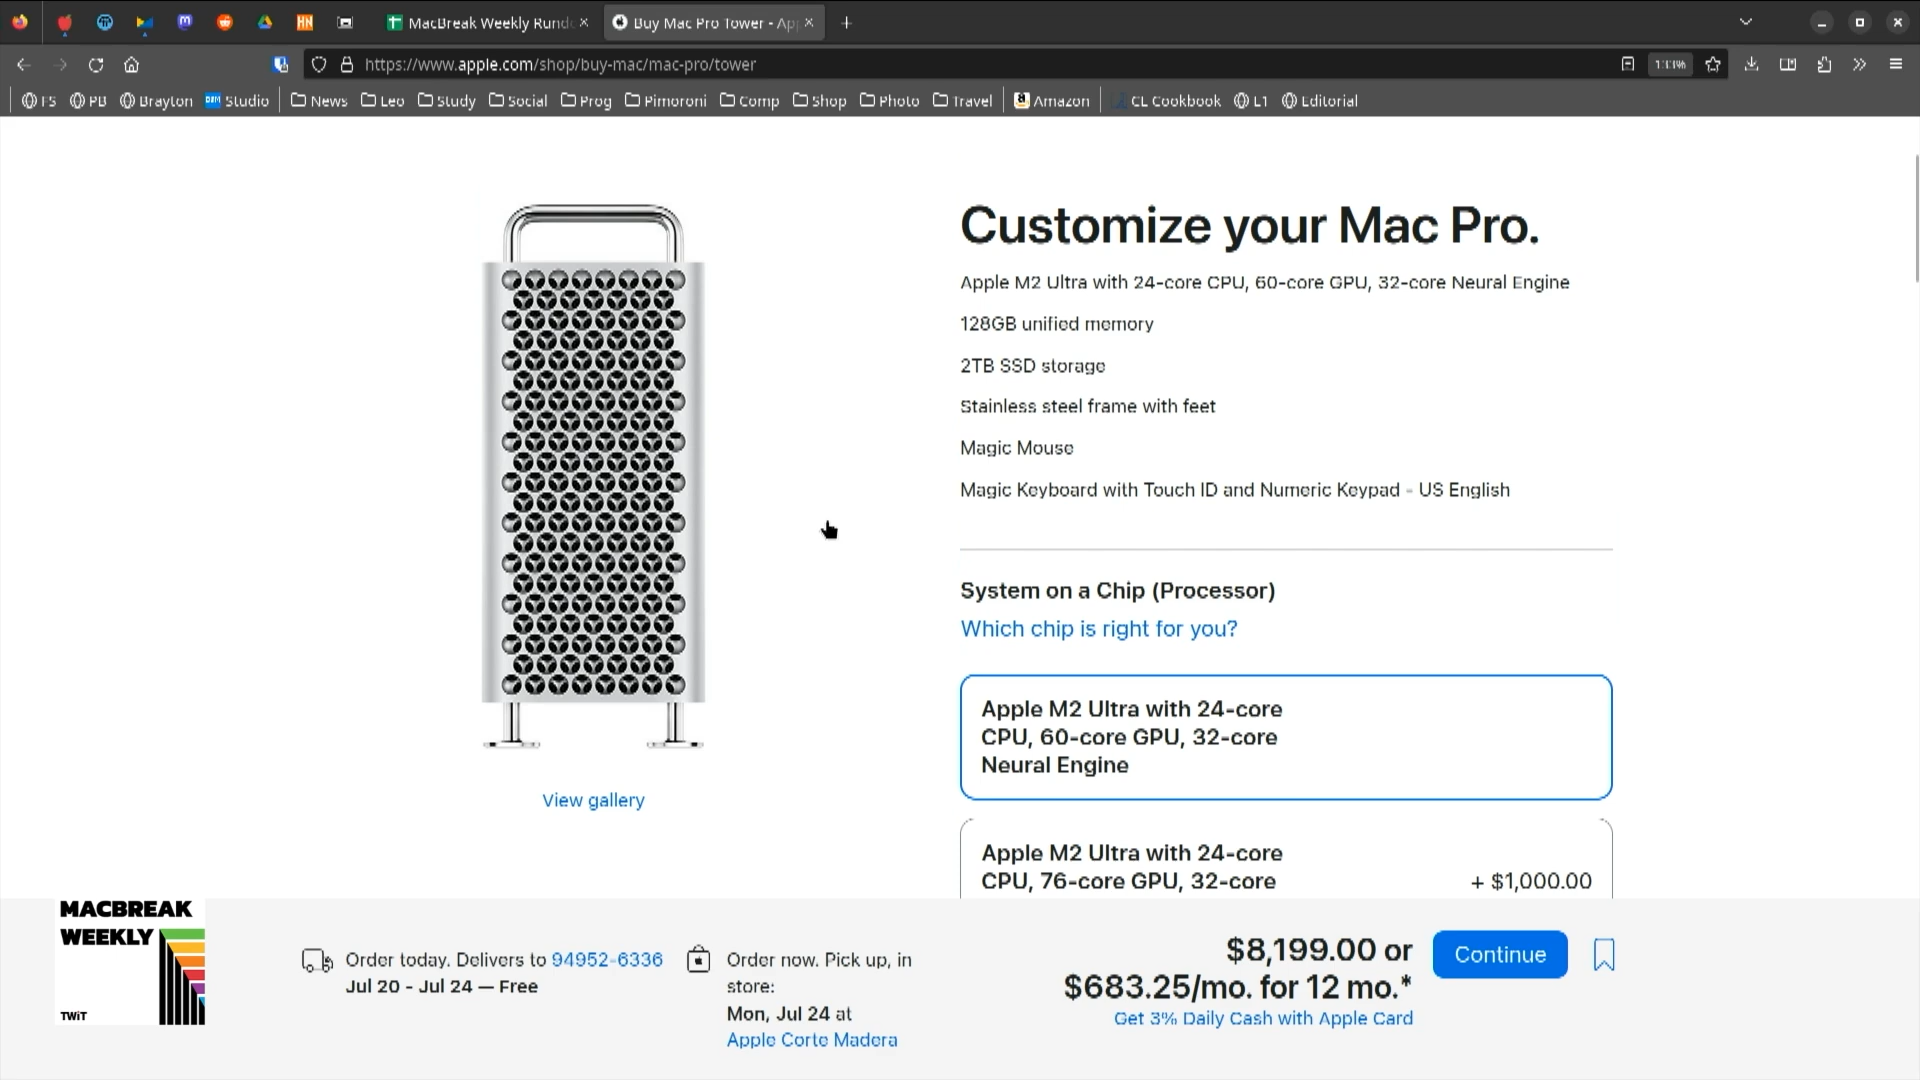 MacBreak Weekly Rund
Buy Mac Pro Tower - Ap
https://www.apple.com/shop/buy-mac/mac-pro/tower
133%
FS PB Brayton Studio News Leo Study Social Prog Pimoroni Comp Shop Photo Travel Amazon CL Cookbook L1 Editorial
Customize your Mac Pro.
Apple M2 Ultra with 24-core CPU, 60-core GPU, 32-core Neural Engine
128GB unified memory
2TB SSD storage
Stainless steel frame with feet
Magic Mouse
Magic Keyboard with Touch ID and Numeric Keypad - US English
System on a Chip (Processor)
Which chip is right for you?
Apple M2 Ultra with 24-core
CPU, 60-core GPU, 32-core
Neural Engine
View gallery
Apple M2 Ultra with 24-core
CPU, 76-core GPU, 32-core
+ $1,000.00
MACBREAK
WEEKLY
TWiT
Order today. Delivers to 94952-6336
Jul 20 - Jul 24 — Free
Order now. Pick up, in
store:
Mon, Jul 24 at
Apple Corte Madera
$8,199.00 or
$683.25/mo. for 12 mo.*
Get 3% Daily Cash with Apple Card
Continue